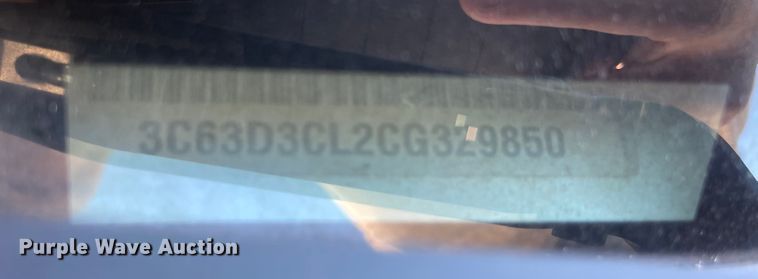 3C63D3CL2CG329850
Purple Wave Auction